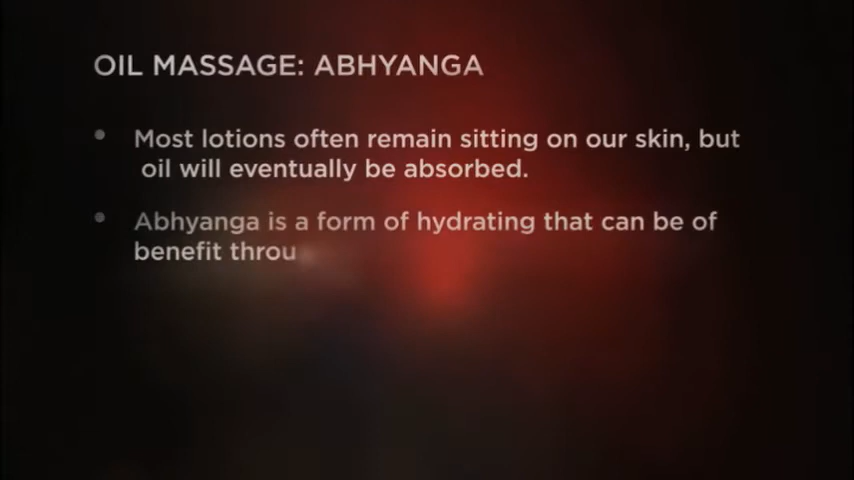 OIL MASSAGE: ABHYANGA
• Most lotions often remain sitting on our skin, but
oil will eventually be absorbed.
• Abhyanga is a form of hydrating that can be of
benefit throu